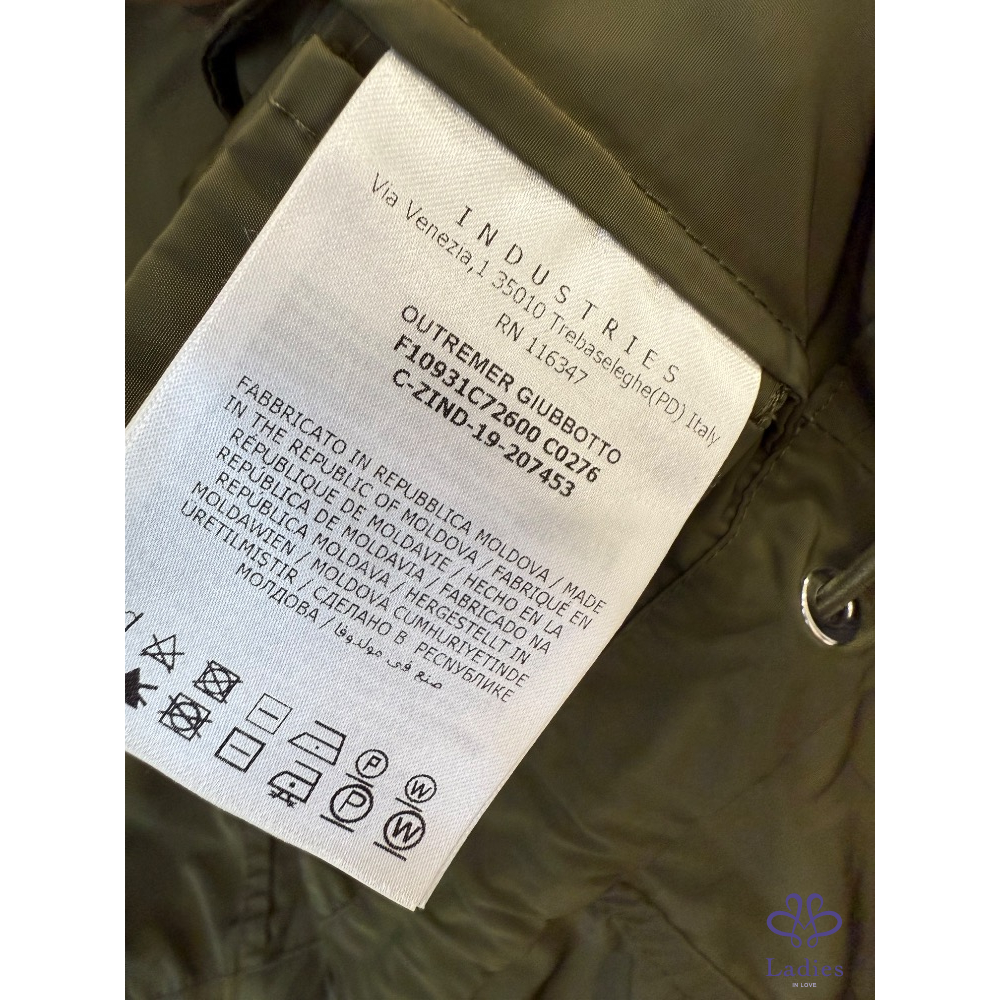 INDUSTRIES
Via Venezia,1 35010 Trebaseleghe(PD) Italy
RN 116347
OUTREMER GIUBBOTTO
F10931C72600 C0276
C-ZIND-19-207453
FABBRICATO IN REPUBBLICA MOLDOVA / MADE
IN THE REPUBLIC OF MOLDOVA / FABRIQUÉ EN
RÉPUBLIQUE DE MOLDAVIE / HECHO EN LA
REPÚBLICA DE MOLDAVIA / FABRICADO NA
REPÚBLICA MOLDAVA / HERGESTELLT IN
MOLDAWIEN / MOLDOVA CUMHURIYETINDE
ÜRETILMIŞTIR / СДЕЛАНО В РЕСПУБЛИКЕ
МОЛДОВА / صنع في مولدوفا
P
W
P
W
Ladies
IN LOVE